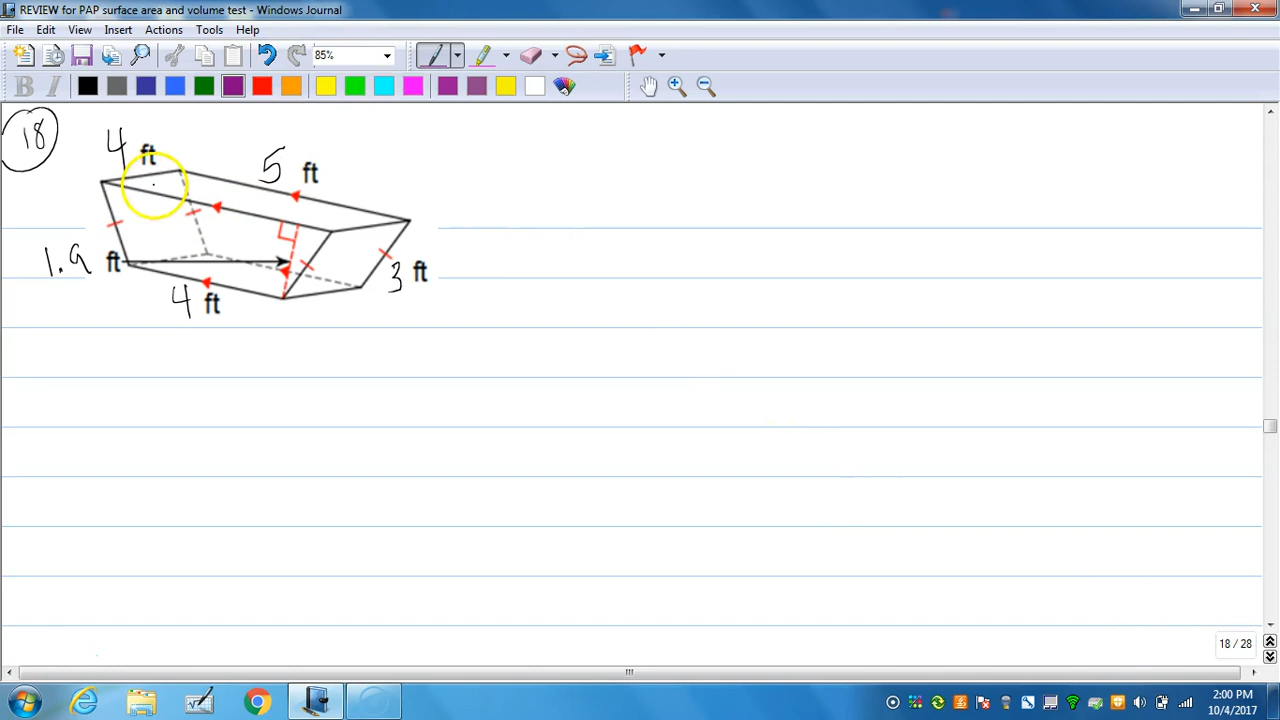 REVIEW for PAP surface area and volume test - Windows Journal
File Edit View Insert Actions Tools Help
85%
B I
18
4 ft
5 ft
1.9 ft
3 ft
4 ft
18 / 28
2:00 PM
10/4/2017